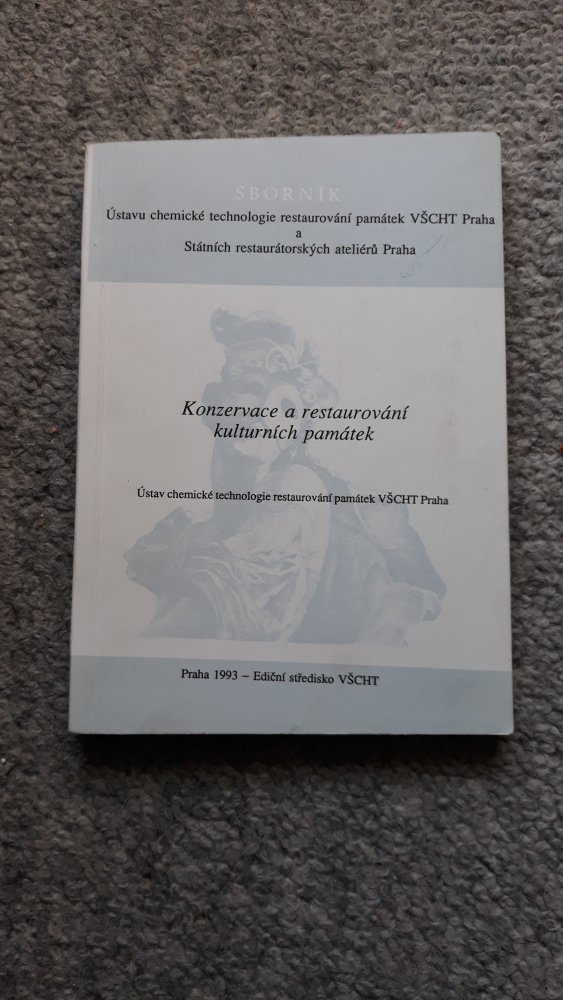 SBORNÍK
Ústavu chemické technologie restaurování památek VŠCHT Praha
a
Státních restaurátorských ateliérů Praha
Konzervace a restaurování
kulturních památek
Ústav chemické technologie restaurování památek VŠCHT Praha
Praha 1993 – Ediční středisko VŠCHT